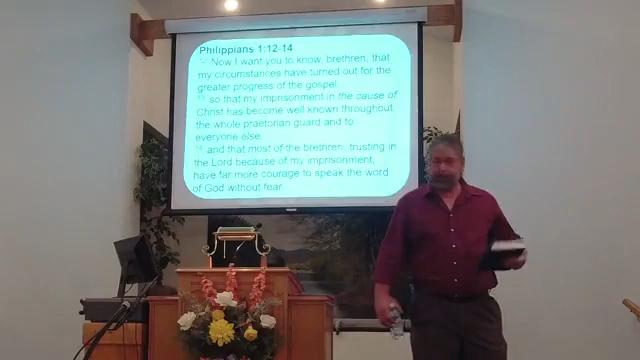 Philippians 1:12-14
12 Now I want you to know, brethren, that
my circumstances have turned out for the
greater progress of the gospel,
13 so that my imprisonment in the cause of
Christ has become well known throughout
the whole praetorian guard and to
everyone else,
14 and that most of the brethren, trusting in
the Lord because of my imprisonment,
have far more courage to speak the word
of God without fear.